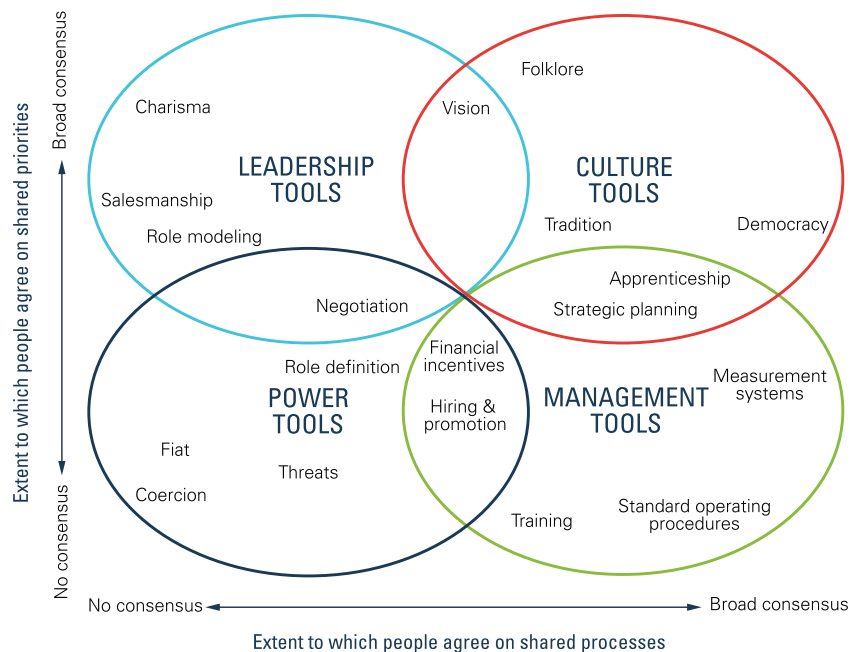 Extent to which people agree on shared priorities
Broad consensus
No consensus
Folklore
Charisma
Vision
LEADERSHIP
TOOLS
CULTURE
TOOLS
Salesmanship
Role modeling
Tradition
Democracy
Apprenticeship
Strategic planning
Negotiation
Role definition
Financial
incentives
Hiring &
promotion
POWER
TOOLS
MANAGEMENT
TOOLS
Measurement
systems
Fiat
Coercion
Threats
Training
Standard operating
procedures
No consensus
Broad consensus
Extent to which people agree on shared processes